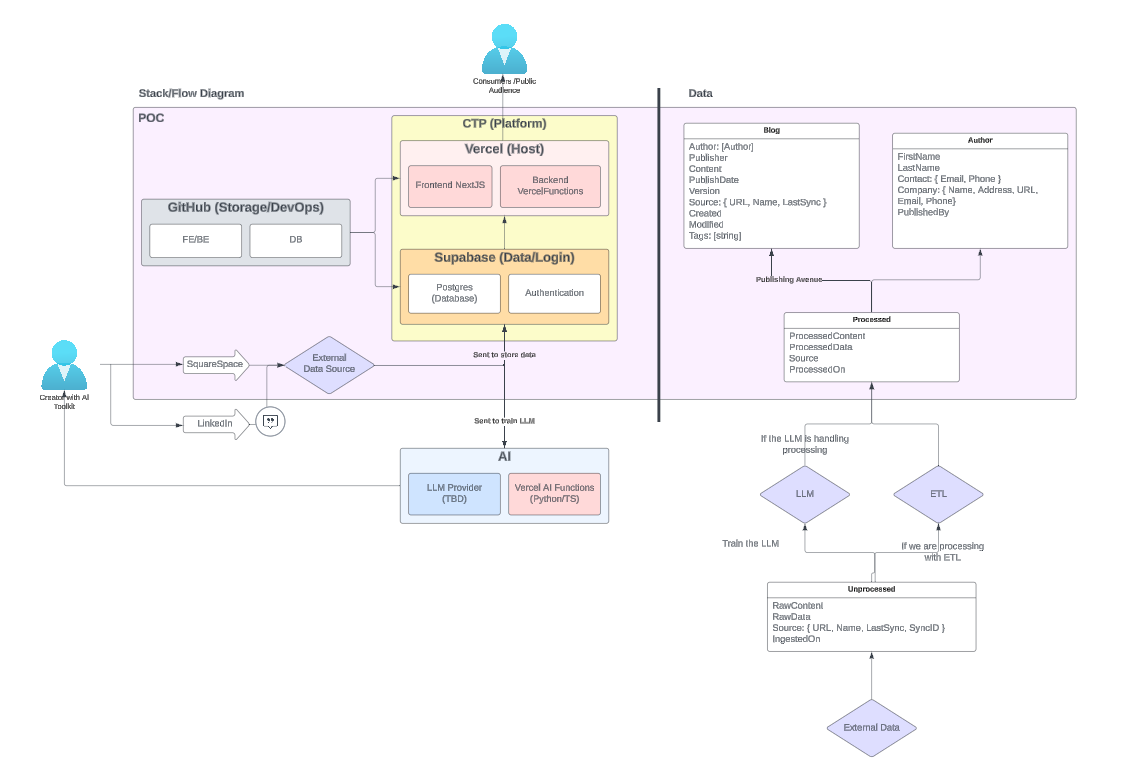 Consumers /Public
Audience
Stack/Flow Diagram
Data
POC
CTP (Platform)
Vercel (Host)
Frontend NextJS
Backend
VercelFunctions
GitHub (Storage/DevOps)
FE/BE
DB
Supabase (Data/Login)
Postgres
(Database)
Authentication
Sent to store data
External
Data Source
SquareSpace
LinkedIn
Creator with AI
Toolkit
Sent to train LLM
AI
LLM Provider
(TBD)
Vercel AI Functions
(Python/TS)
Blog
Author: [Author]
Publisher
Content
PublishDate
Version
Source: { URL, Name, LastSync }
Created
Modified
Tags: [string]
Author
FirstName
LastName
Contact: { Email, Phone }
Company: { Name, Address, URL,
Email, Phone}
PublishedBy
Publishing Avenue
Processed
ProcessedContent
ProcessedData
Source
ProcessedOn
If the LLM is handling
processing
LLM
ETL
Train the LLM
If we are processing
with ETL
Unprocessed
RawContent
RawData
Source: { URL, Name, LastSync, SyncID }
IngestedOn
External Data